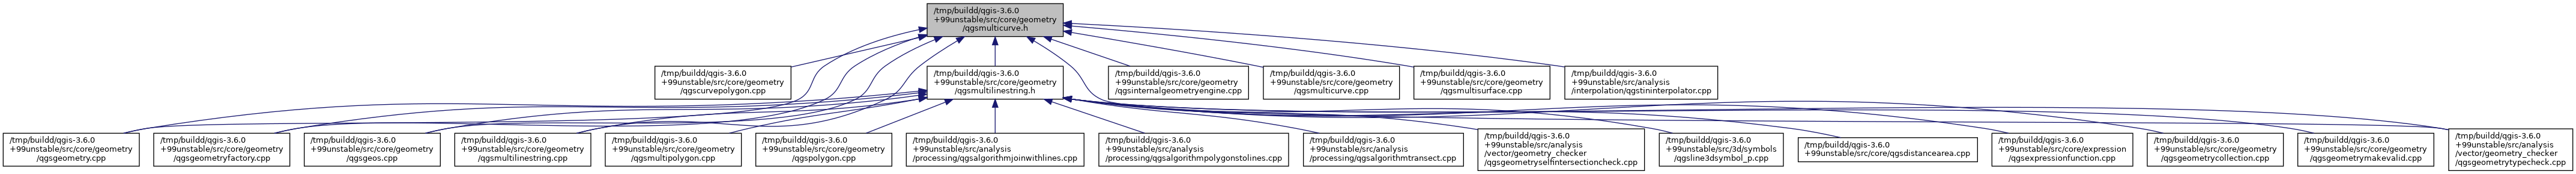 /tmp/buildd/qgis-3.6.0
+99unstable/src/core/geometry
/qgsmulticurve.h
/tmp/buildd/qgis-3.6.0
+99unstable/src/core/geometry
/qgscurvepolygon.cpp
/tmp/buildd/qgis-3.6.0
+99unstable/src/core/geometry
/qgsmultilinestring.h
/tmp/buildd/qgis-3.6.0
+99unstable/src/core/geometry
/qgsinternalgeometryengine.cpp
/tmp/buildd/qgis-3.6.0
+99unstable/src/core/geometry
/qgsmulticurve.cpp
/tmp/buildd/qgis-3.6.0
+99unstable/src/core/geometry
/qgsmultisurface.cpp
/tmp/buildd/qgis-3.6.0
+99unstable/src/analysis
/interpolation/qgstininterpolator.cpp
/tmp/buildd/qgis-3.6.0
+99unstable/src/core/geometry
/qgsgeometry.cpp
/tmp/buildd/qgis-3.6.0
+99unstable/src/core/geometry
/qgsgeometryfactory.cpp
/tmp/buildd/qgis-3.6.0
+99unstable/src/core/geometry
/qgsgeos.cpp
/tmp/buildd/qgis-3.6.0
+99unstable/src/core/geometry
/qgsmultilinestring.cpp
/tmp/buildd/qgis-3.6.0
+99unstable/src/core/geometry
/qgsmultipolygon.cpp
/tmp/buildd/qgis-3.6.0
+99unstable/src/core/geometry
/qgspolygon.cpp
/tmp/buildd/qgis-3.6.0
+99unstable/src/analysis
/processing/qgsalgorithmjoinwithlines.cpp
/tmp/buildd/qgis-3.6.0
+99unstable/src/analysis
/processing/qgsalgorithmpolygonstolines.cpp
/tmp/buildd/qgis-3.6.0
+99unstable/src/analysis
/processing/qgsalgorithmtransect.cpp
/tmp/buildd/qgis-3.6.0
+99unstable/src/analysis
/vector/geometry_checker
/qgsgeometryselfintersectioncheck.cpp
/tmp/buildd/qgis-3.6.0
+99unstable/src/3d/symbols
/qgsline3dsymbol_p.cpp
/tmp/buildd/qgis-3.6.0
+99unstable/src/core/qgsdistancearea.cpp
/tmp/buildd/qgis-3.6.0
+99unstable/src/core/expression
/qgsexpressionfunction.cpp
/tmp/buildd/qgis-3.6.0
+99unstable/src/core/geometry
/qgsgeometrycollection.cpp
/tmp/buildd/qgis-3.6.0
+99unstable/src/core/geometry
/qgsgeometrymakevalid.cpp
/tmp/buildd/qgis-3.6.0
+99unstable/src/analysis
/vector/geometry_checker
/qgsgeometrytypecheck.cpp